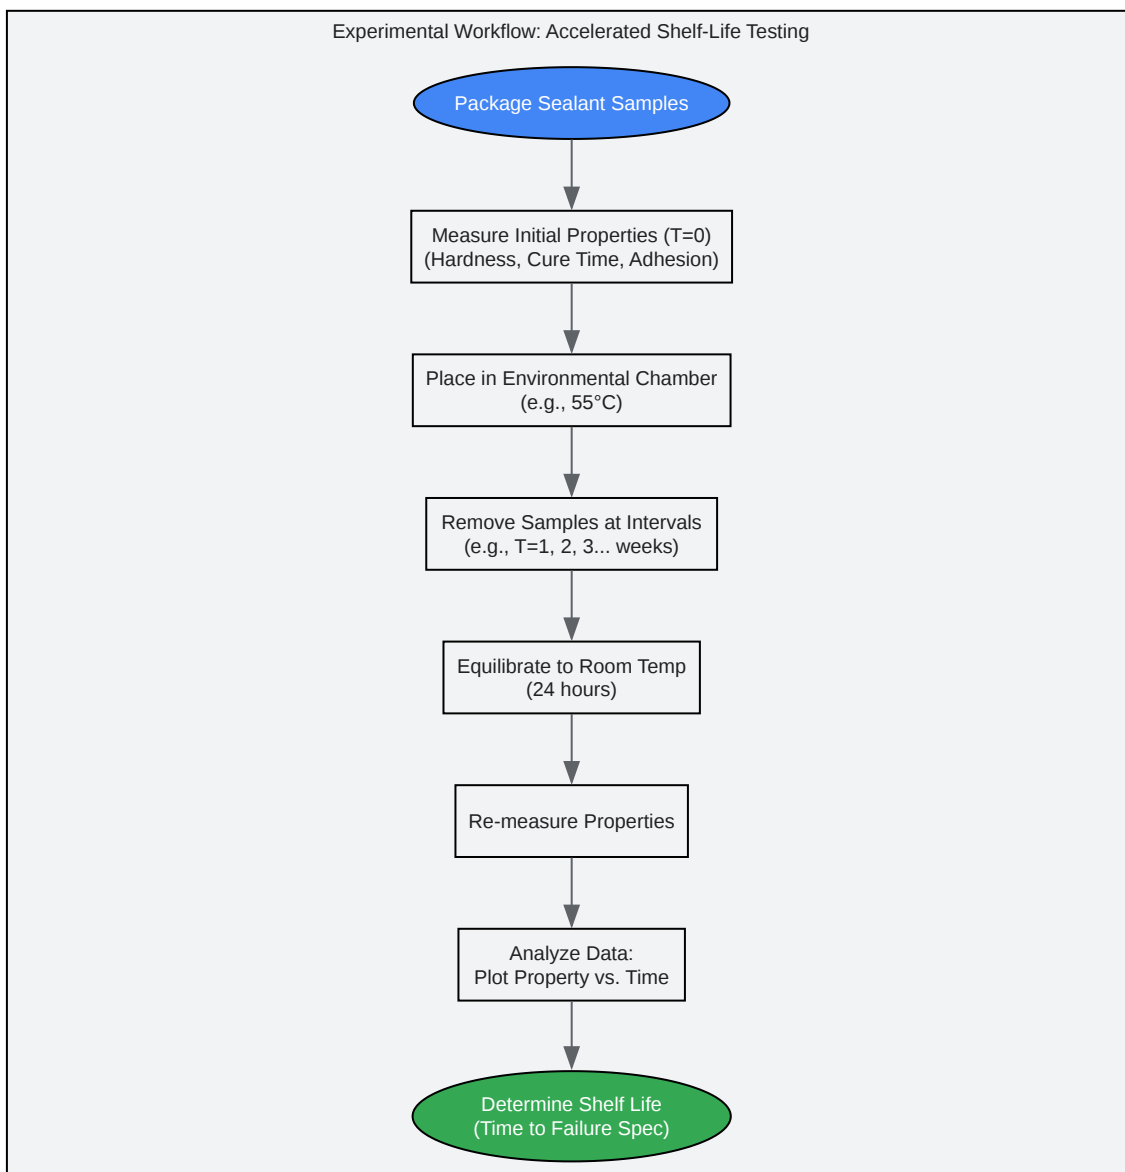 Experimental Workflow: Accelerated Shelf-Life Testing
Package Sealant Samples
Measure Initial Properties (T=0)
(Hardness, Cure Time, Adhesion)
Place in Environmental Chamber
(e.g., 55°C)
Remove Samples at Intervals
(e.g., T=1, 2, 3... weeks)
Equilibrate to Room Temp
(24 hours)
Re-measure Properties
Analyze Data:
Plot Property vs. Time
Determine Shelf Life
(Time to Failure Spec)